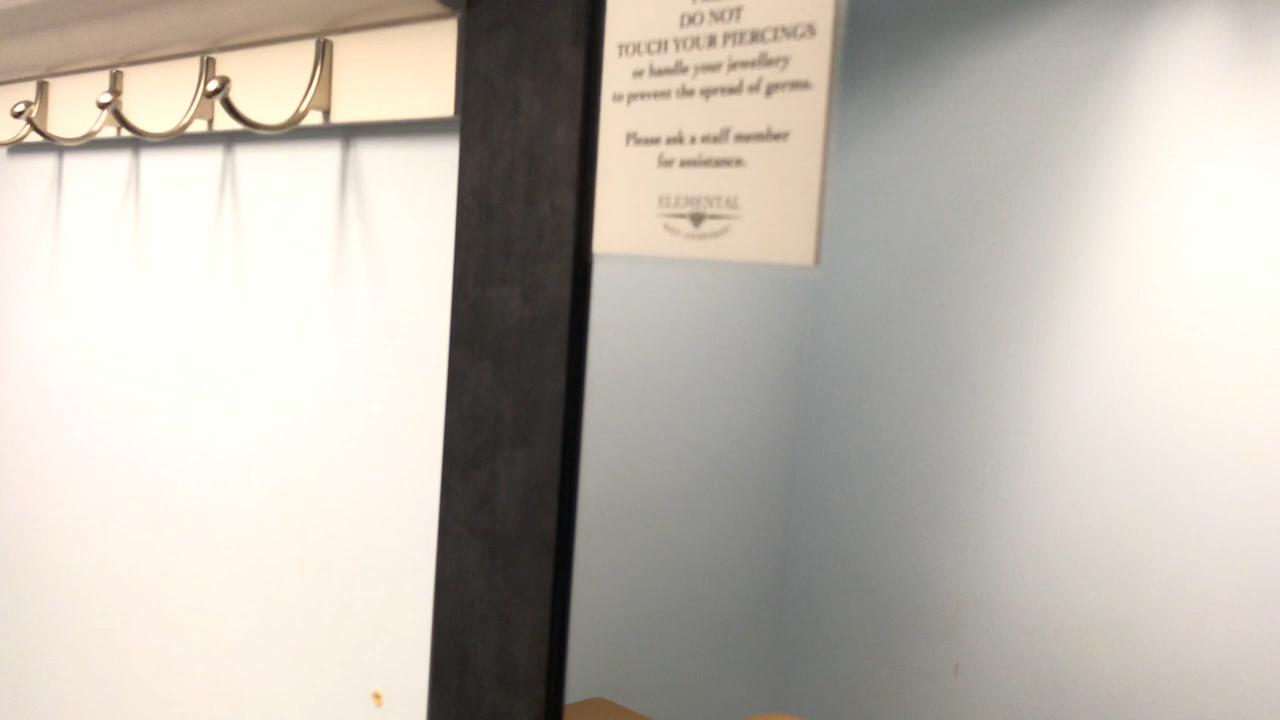 DO NOT
TOUCH YOUR PIERCINGS
or handle your jewellery
to prevent the spread of germs.
Please ask a staff member
for assistance.
ELEMENTAL